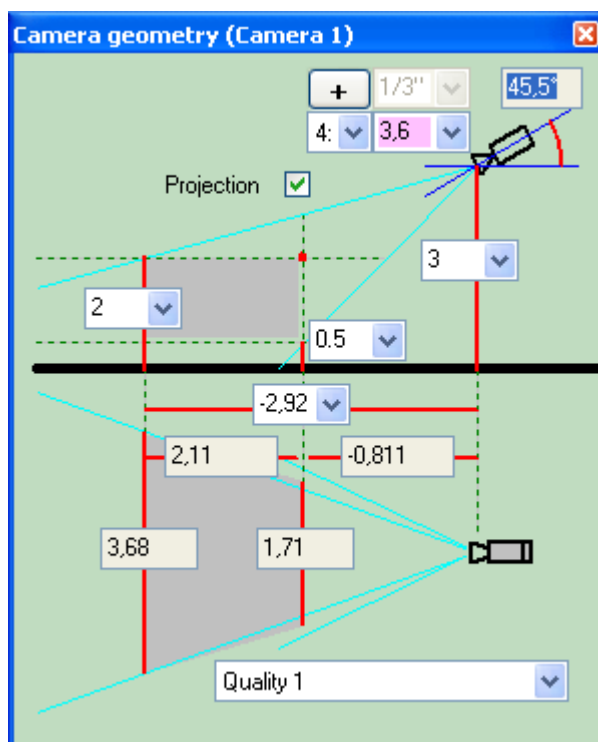 Camera geometry (Camera 1)
+ 1/3" 45,5°
4: 3,6
Projection
3
2
0.5
-2,92
2,11 -0,811
3,68 1,71
Quality 1